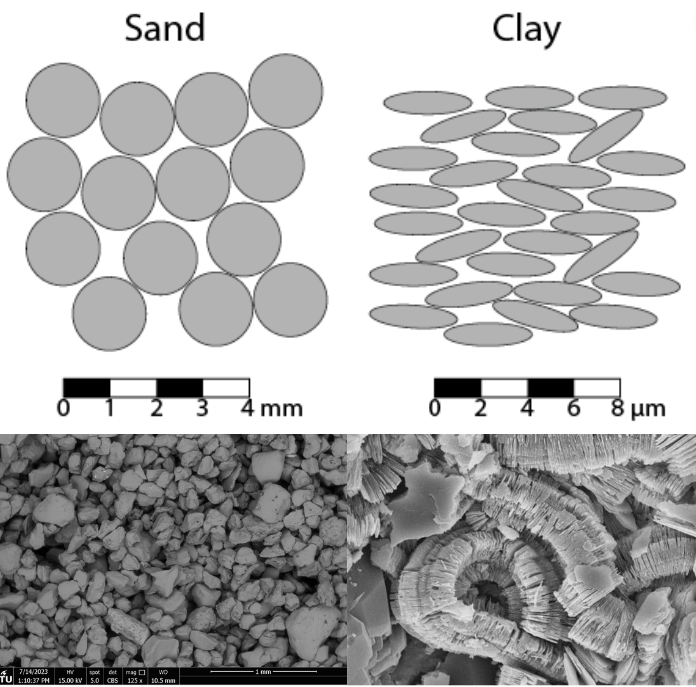 Sand
Clay
0 1 2 3 4 mm
0 2 4 6 8 μm
TU
7/14/2023 HV spot det mag □ WD
1:10:37 PM 15.00 kV 5.0 CBS 125 x 10.5 mm
1 mm